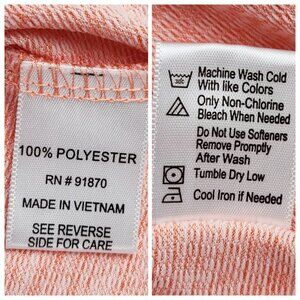 100% POLYESTER
RN # 91870
MADE IN VIETNAM
SEE REVERSE
SIDE FOR CARE
Machine Wash Cold
With like Colors
Only Non-Chlorine
Bleach When Needed
Do Not Use Softeners
Remove Promptly
After Wash
Tumble Dry Low
Cool Iron if Needed